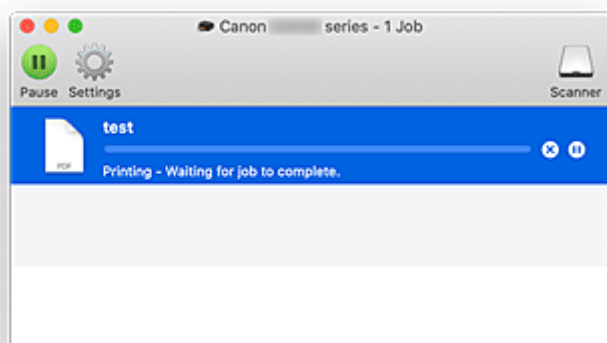 Canon series - 1 Job
Pause Settings Scanner
test
PDF
Printing - Waiting for job to complete.